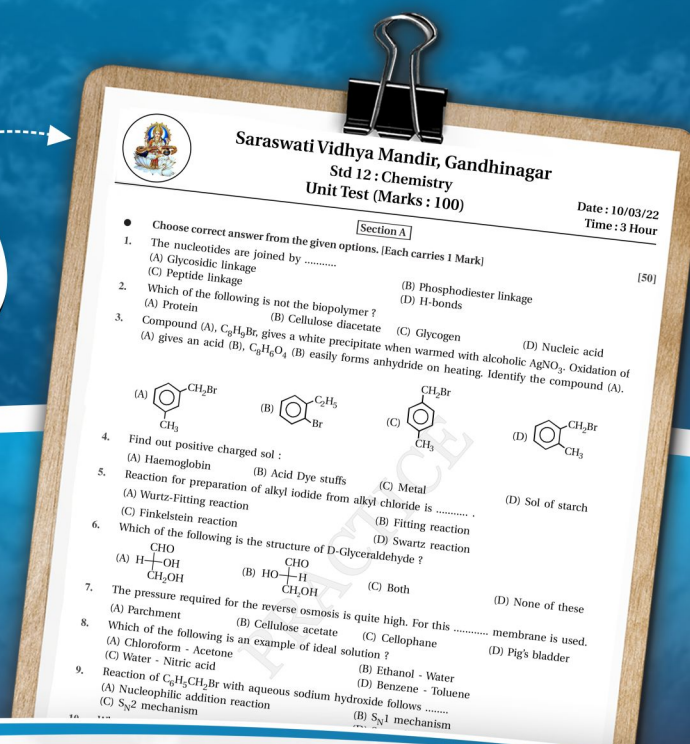 Saraswati Vidhya Mandir, Gandhinagar
Std 12 : Chemistry
Unit Test (Marks : 100)
Date : 10/03/22
Time : 3 Hour
Section A
● Choose correct answer from the given options. [Each carries 1 Mark] [50]
1. The nucleotides are joined by ...........
(A) Glycosidic linkage (B) Phosphodiester linkage
(C) Peptide linkage (D) H-bonds
2. Which of the following is not the biopolymer ?
(A) Protein (B) Cellulose diacetate (C) Glycogen (D) Nucleic acid
3. Compound (A), C₈H₉Br, gives a white precipitate when warmed with alcoholic AgNO₃. Oxidation of
(A) gives an acid (B), C₈H₆O₄ (B) easily forms anhydride on heating. Identify the compound (A).
(A) CH₂Br CH₃ (B) C₂H₅ Br (C) CH₂Br CH₃ (D) CH₂Br CH₃
4. Find out positive charged sol :
(A) Haemoglobin (B) Acid Dye stuffs (C) Metal (D) Sol of starch
5. Reaction for preparation of alkyl iodide from alkyl chloride is ........... .
(A) Wurtz-Fitting reaction (B) Fitting reaction
(C) Finkelstein reaction (D) Swartz reaction
6. Which of the following is the structure of D-Glyceraldehyde ?
CHO CHO
(A) H OH (B) HO H (C) Both (D) None of these
CH₂OH CH₂OH
7. The pressure required for the reverse osmosis is quite high. For this ........... membrane is used.
(A) Parchment (B) Cellulose acetate (C) Cellophane (D) Pig's bladder
8. Which of the following is an example of ideal solution ?
(A) Chloroform - Acetone (B) Ethanol - Water
(C) Water - Nitric acid (D) Benzene - Toluene
9. Reaction of C₆H₅CH₂Br with aqueous sodium hydroxide follows ........
(A) Nucleophilic addition reaction (B) S_N1 mechanism
(C) S_N2 mechanism
PRACTICE